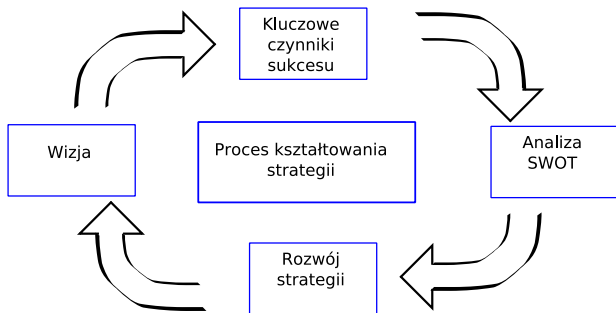 Kluczowe
czynniki
sukcesu
Wizja
Proces kształtowania
strategii
Analiza
SWOT
Rozwój
strategii